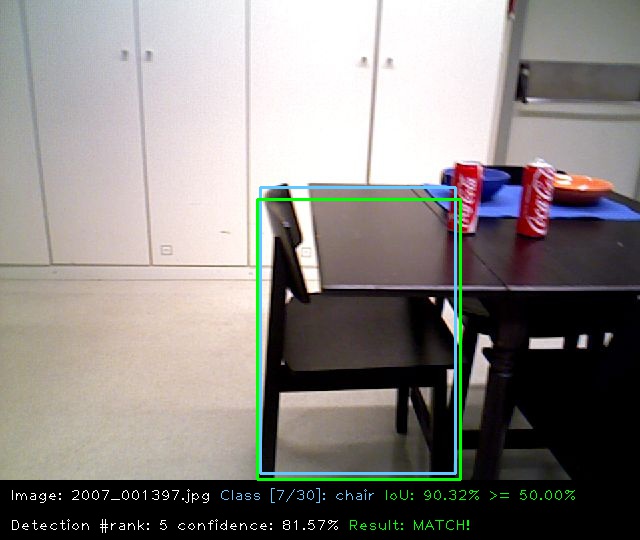 Coca-Cola
Coca-Cola
Image: 2007_001397.jpg Class [7/30]: chair IoU: 90.32% >= 50.00%
Detection #rank: 5 confidence: 81.57% Result: MATCH!